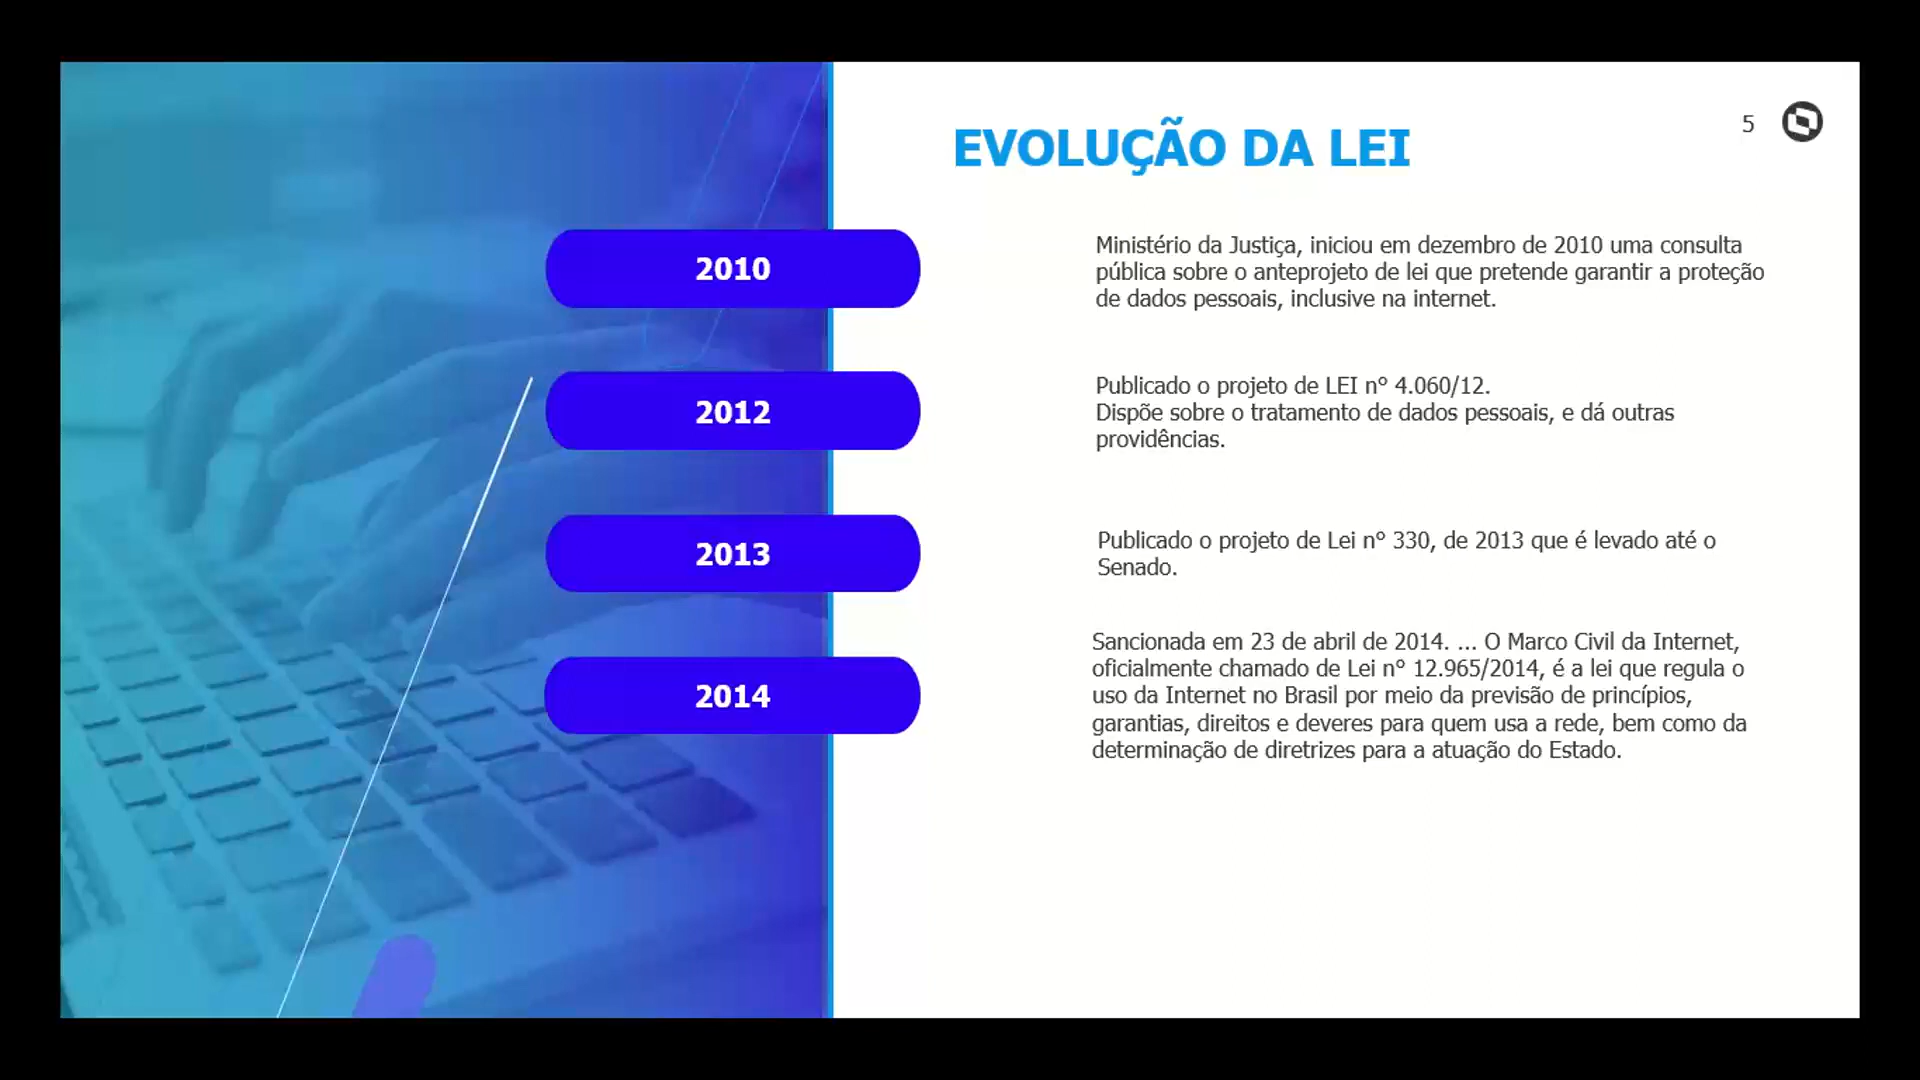 EVOLUÇÃO DA LEI
5
2010
Ministério da Justiça, iniciou em dezembro de 2010 uma consulta
pública sobre o anteprojeto de lei que pretende garantir a proteção
de dados pessoais, inclusive na internet.
2012
Publicado o projeto de LEI nº 4.060/12.
Dispõe sobre o tratamento de dados pessoais, e dá outras
providências.
2013
Publicado o projeto de Lei nº 330, de 2013 que é levado até o
Senado.
2014
Sancionada em 23 de abril de 2014. ... O Marco Civil da Internet,
oficialmente chamado de Lei n° 12.965/2014, é a lei que regula o
uso da Internet no Brasil por meio da previsão de princípios,
garantias, direitos e deveres para quem usa a rede, bem como da
determinação de diretrizes para a atuação do Estado.